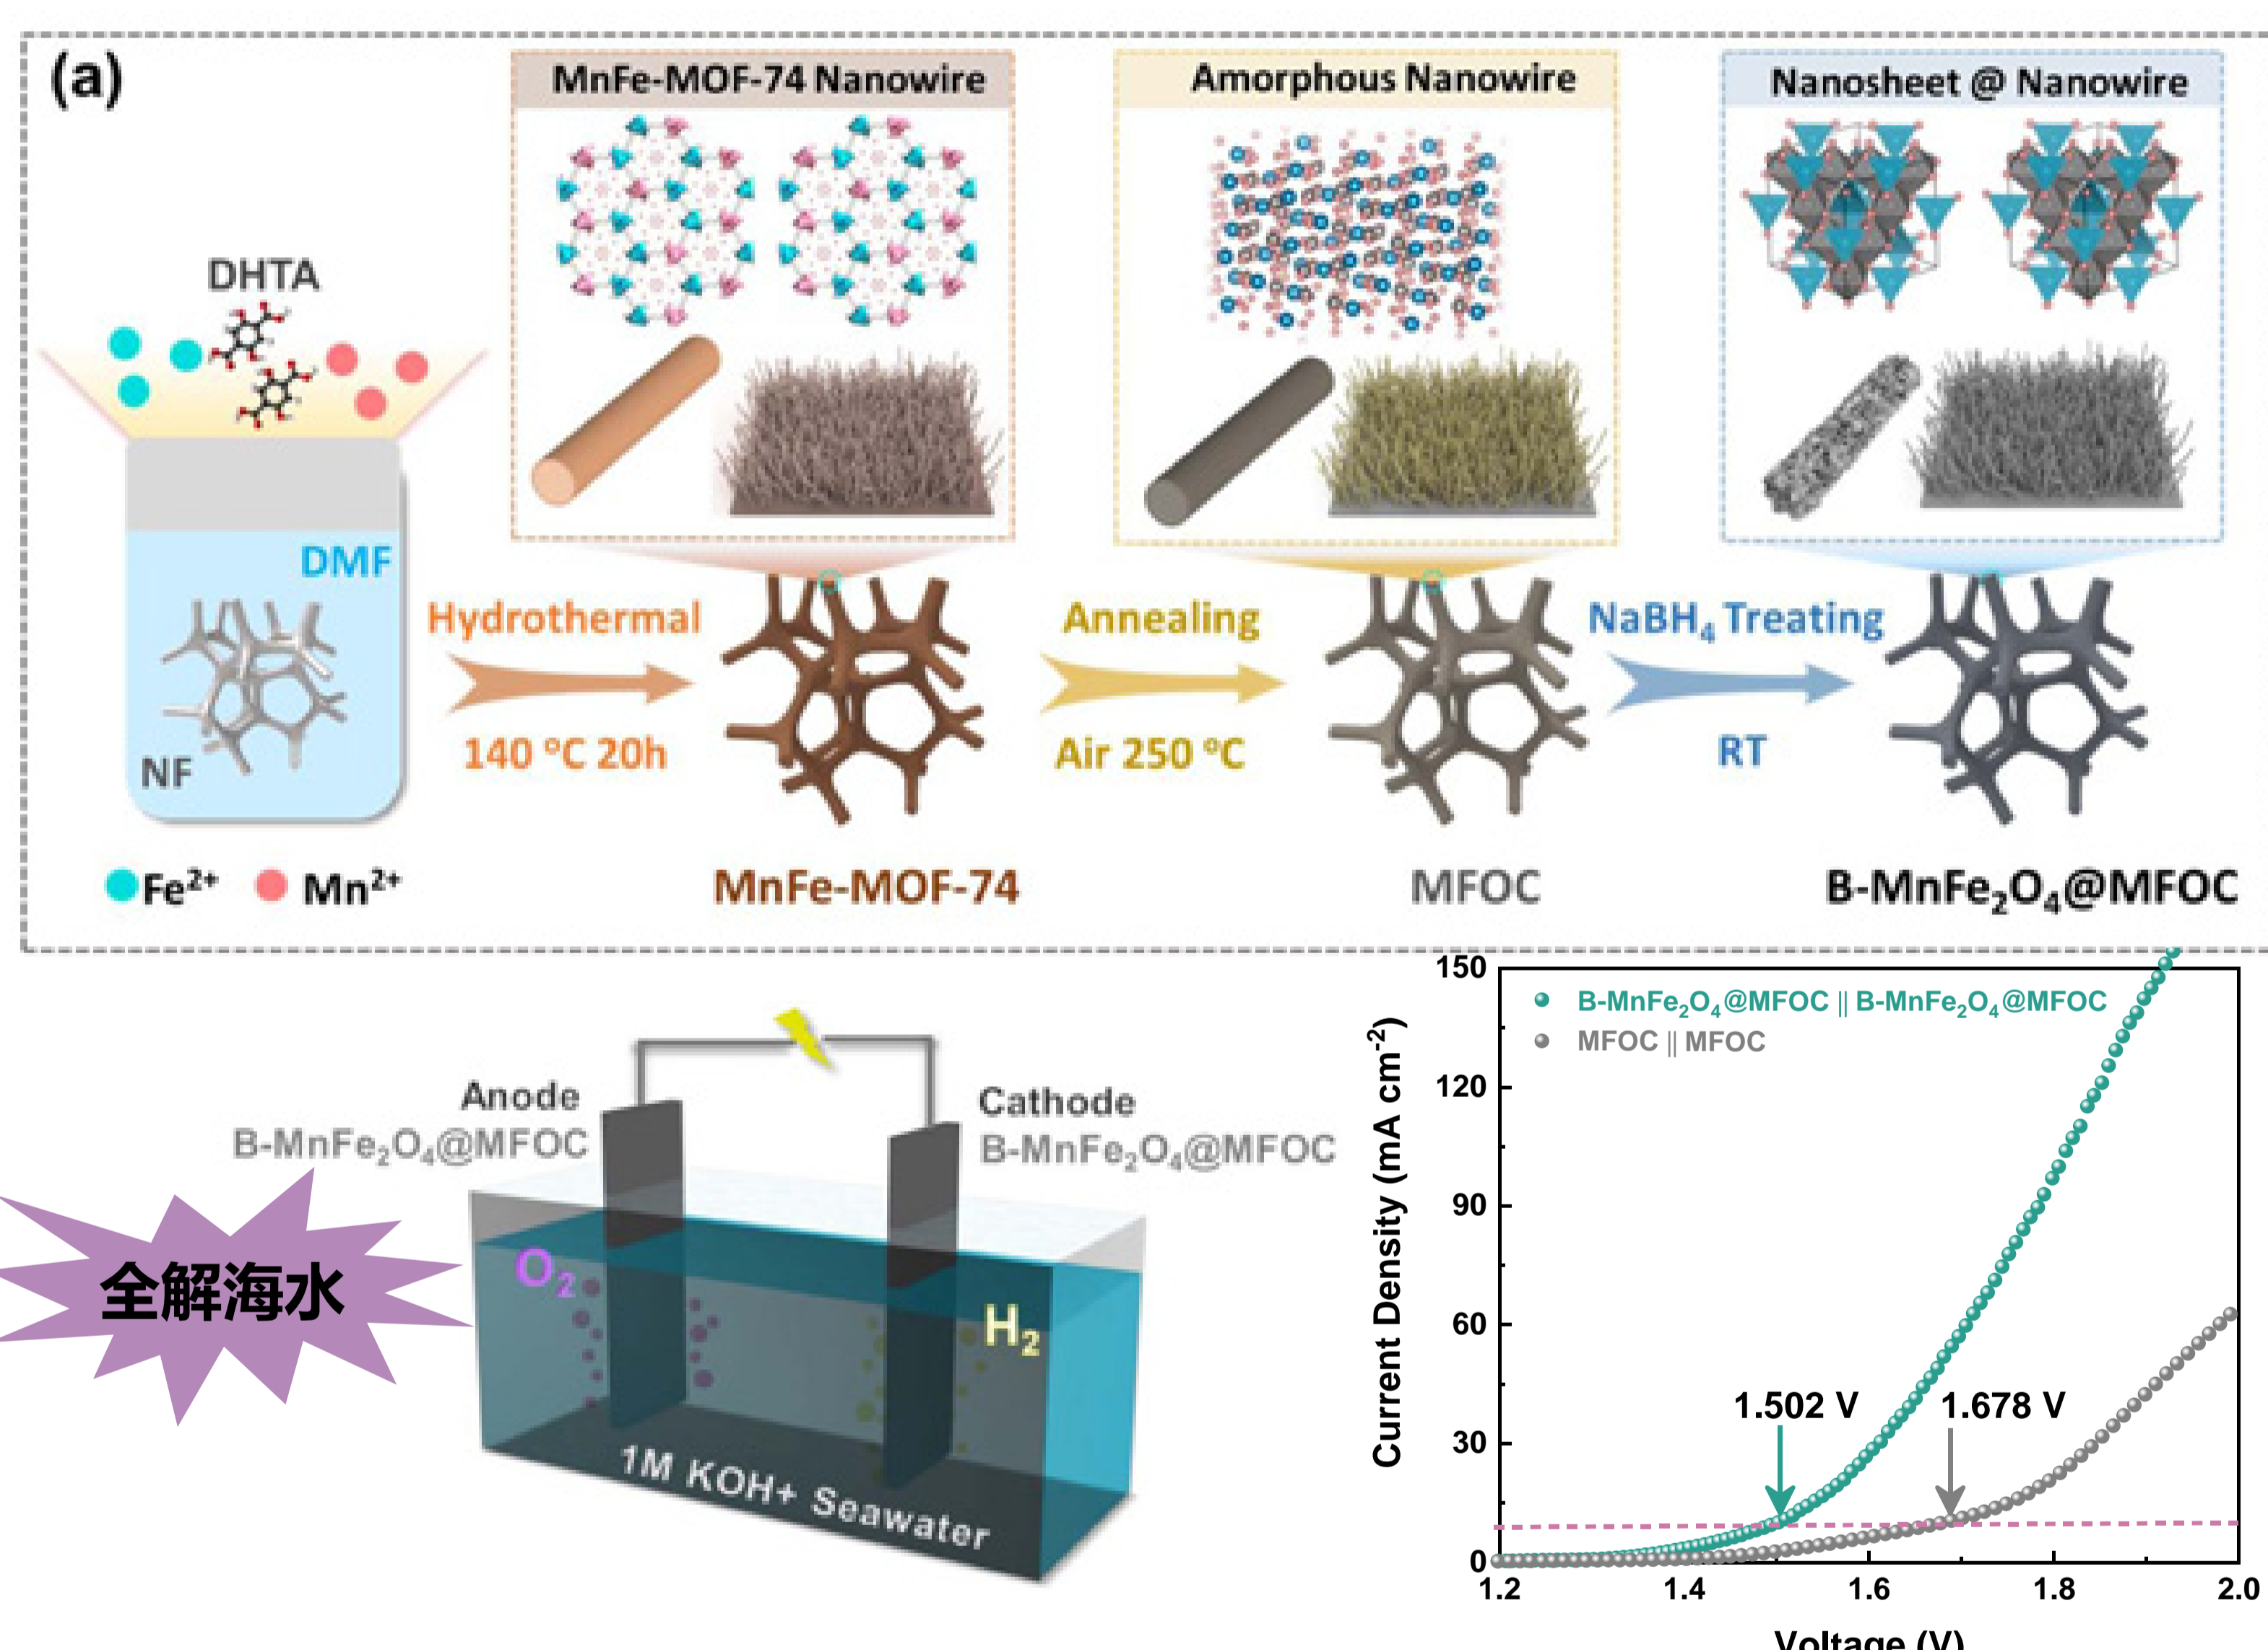 (a)
MnFe-MOF-74 Nanowire
Amorphous Nanowire
Nanosheet @ Nanowire
DHTA
DMF
NF
Hydrothermal
140 °C 20h
Annealing
Air 250 °C
NaBH₄ Treating
RT
Fe²⁺
Mn²⁺
MnFe-MOF-74
MFOC
B-MnFe₂O₄@MFOC
全解海水
Anode
B-MnFe₂O₄@MFOC
Cathode
B-MnFe₂O₄@MFOC
O₂
H₂
1M KOH+ Seawater
Current Density (mA cm⁻²)
150
120
90
60
30
0
B-MnFe₂O₄@MFOC || B-MnFe₂O₄@MFOC
MFOC || MFOC
1.502 V
1.678 V
1.2
1.4
1.6
1.8
2.0
Voltage (V)